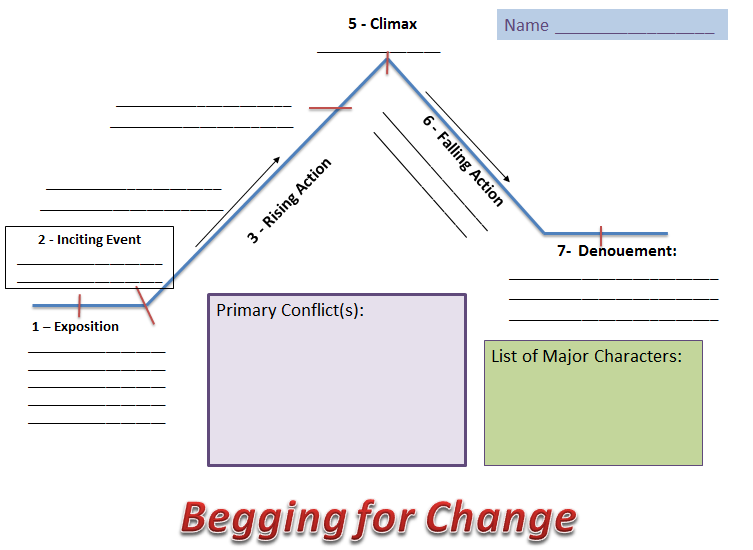 5 - Climax
Name _________________
6 - Falling Action
3 - Rising Action
2 - Inciting Event
7- Denouement:
1 – Exposition
Primary Conflict(s):
List of Major Characters:
Begging for Change